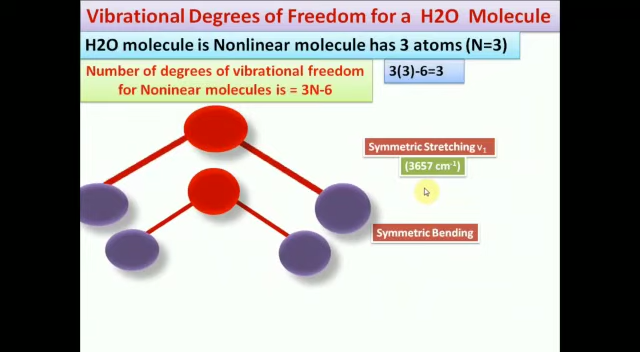 Vibrational Degrees of Freedom for a H2O Molecule
H2O molecule is Nonlinear molecule has 3 atoms (N=3)
Number of degrees of vibrational freedom
for Noninear molecules is = 3N-6
3(3)-6=3
Symmetric Stretching ν₁
(3657 cm⁻¹)
Symmetric Bending